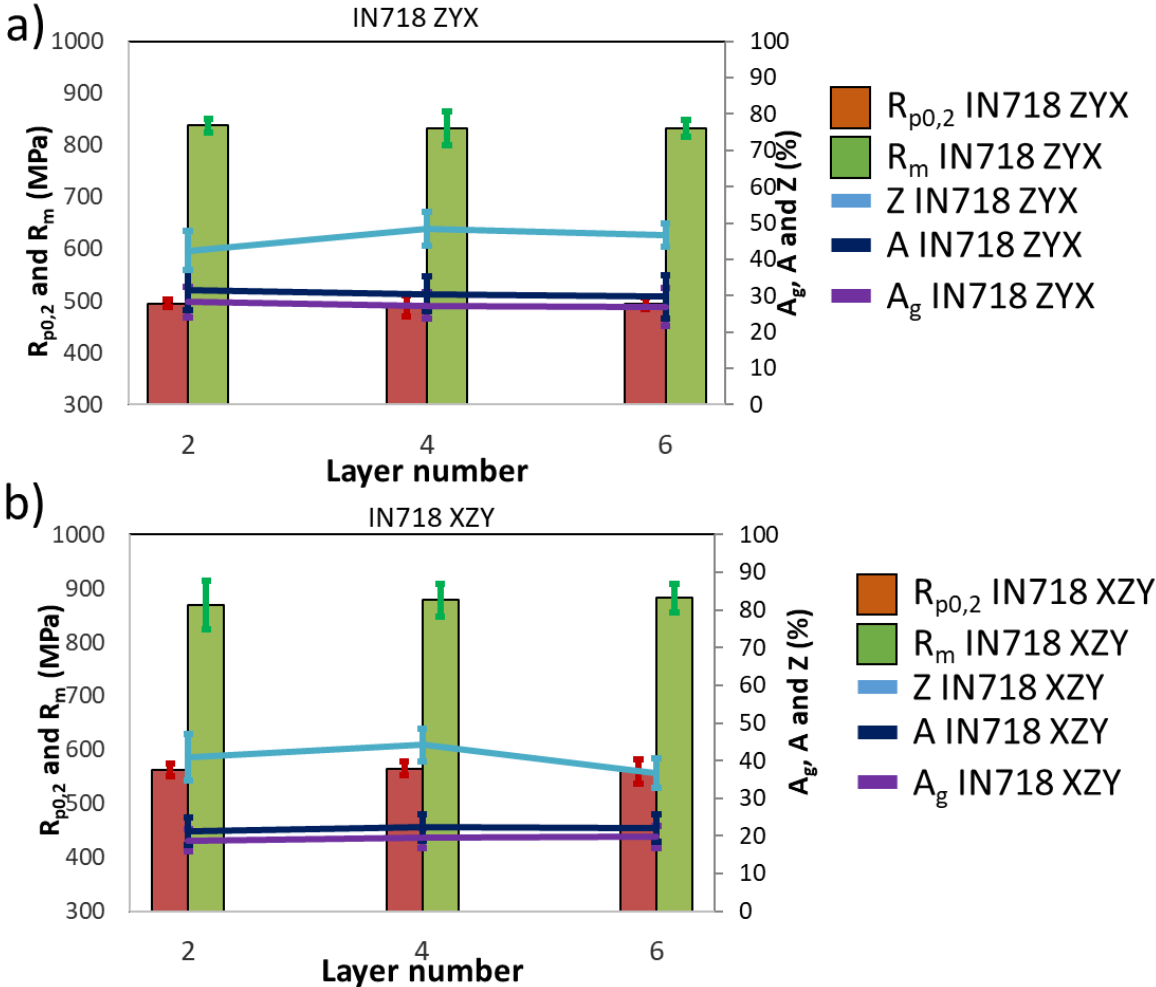 a)
IN718 ZYX
1000
900
800
700
600
500
400
300
Rp0,2 and Rm (MPa)
100
90
80
70
60
50
40
30
20
10
0
Ag, A and Z (%)
2 4 6
Layer number
Rp0,2 IN718 ZYX
Rm IN718 ZYX
Z IN718 ZYX
A IN718 ZYX
Ag IN718 ZYX
b)
IN718 XZY
1000
900
800
700
600
500
400
300
Rp0,2 and Rm (MPa)
100
90
80
70
60
50
40
30
20
10
0
Ag, A and Z (%)
2 4 6
Layer number
Rp0,2 IN718 XZY
Rm IN718 XZY
Z IN718 XZY
A IN718 XZY
Ag IN718 XZY